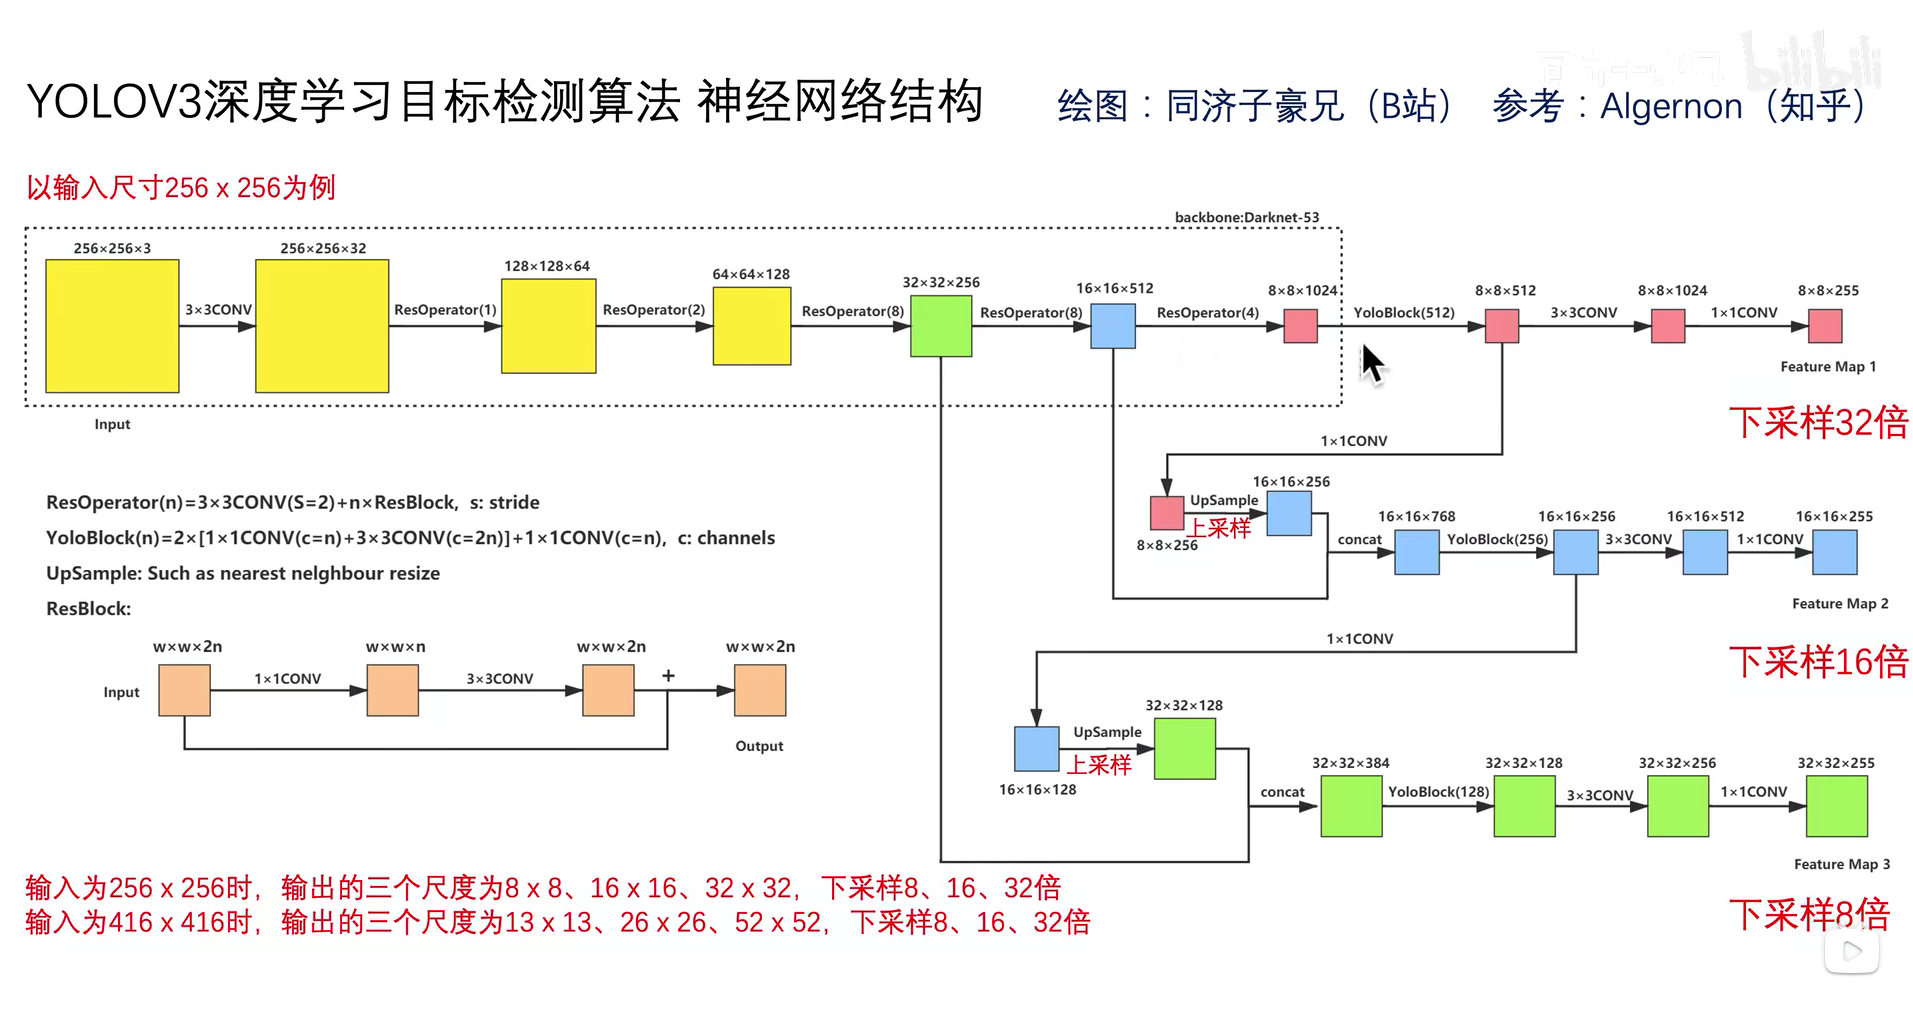 YOLOV3深度学习目标检测算法 神经网络结构
绘图：同济子豪兄（B站） 参考：Algernon（知乎）
bilibili
以输入尺寸256 x 256为例
backbone:Darknet-53
256×256×3
256×256×32
128×128×64
64×64×128
32×32×256
16×16×512
8×8×1024
8×8×512
8×8×1024
8×8×255
3×3CONV
ResOperator(1)
ResOperator(2)
ResOperator(8)
ResOperator(8)
ResOperator(4)
YoloBlock(512)
3×3CONV
1×1CONV
Input
Feature Map 1
下采样32倍
1×1CONV
UpSample
上采样
8×8×256
16×16×256
concat
16×16×768
YoloBlock(256)
16×16×256
3×3CONV
16×16×512
1×1CONV
16×16×255
Feature Map 2
下采样16倍
ResOperator(n)=3×3CONV(S=2)+n×ResBlock, s: stride
YoloBlock(n)=2×[1×1CONV(c=n)+3×3CONV(c=2n)]+1×1CONV(c=n), c: channels
UpSample: Such as nearest nelghbour resize
ResBlock:
w×w×2n
w×w×n
w×w×2n
w×w×2n
Input
1×1CONV
3×3CONV
+
Output
1×1CONV
UpSample
上采样
16×16×128
32×32×128
concat
32×32×384
YoloBlock(128)
32×32×128
3×3CONV
32×32×256
1×1CONV
32×32×255
Feature Map 3
下采样8倍
输入为256 x 256时，输出的三个尺度为8 x 8、16 x 16、32 x 32，下采样8、16、32倍
输入为416 x 416时，输出的三个尺度为13 x 13、26 x 26、52 x 52，下采样8、16、32倍